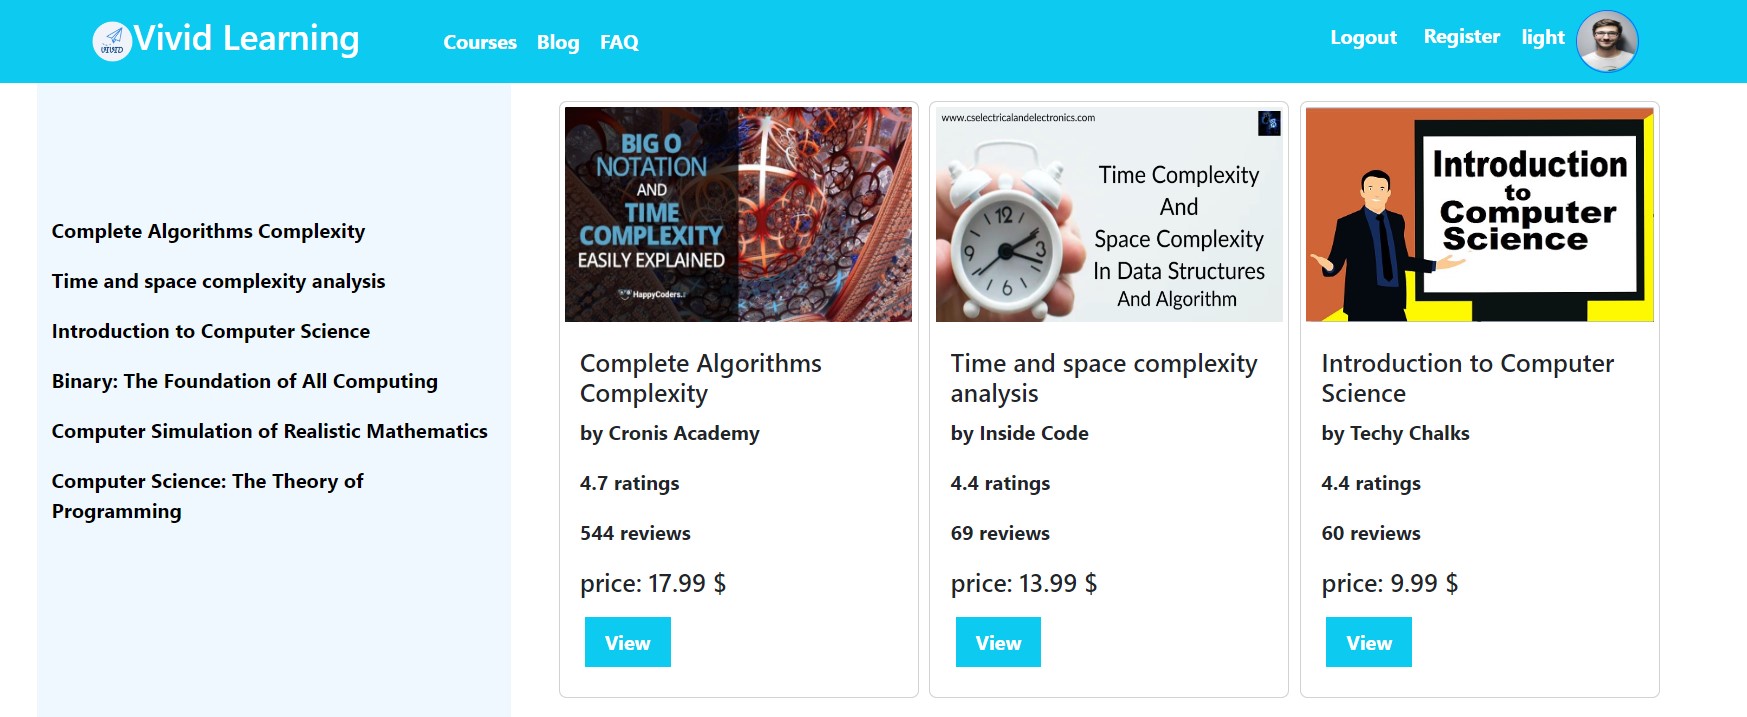 VIVID
Vivid Learning
Courses Blog FAQ
Logout Register light
Complete Algorithms Complexity
Time and space complexity analysis
Introduction to Computer Science
Binary: The Foundation of All Computing
Computer Simulation of Realistic Mathematics
Computer Science: The Theory of
Programming
BIG O
NOTATION
AND
TIME
COMPLEXITY
EASILY EXPLAINED
HappyCoders.
Complete Algorithms
Complexity
by Cronis Academy
4.7 ratings
544 reviews
price: 17.99 $
View
www.cselectricalandelectronics.com
12
3
6
9
Time Complexity
And
Space Complexity
In Data Structures
And Algorithm
Time and space complexity
analysis
by Inside Code
4.4 ratings
69 reviews
price: 13.99 $
View
Introduction
to
Computer
Science
Introduction to Computer
Science
by Techy Chalks
4.4 ratings
60 reviews
price: 9.99 $
View